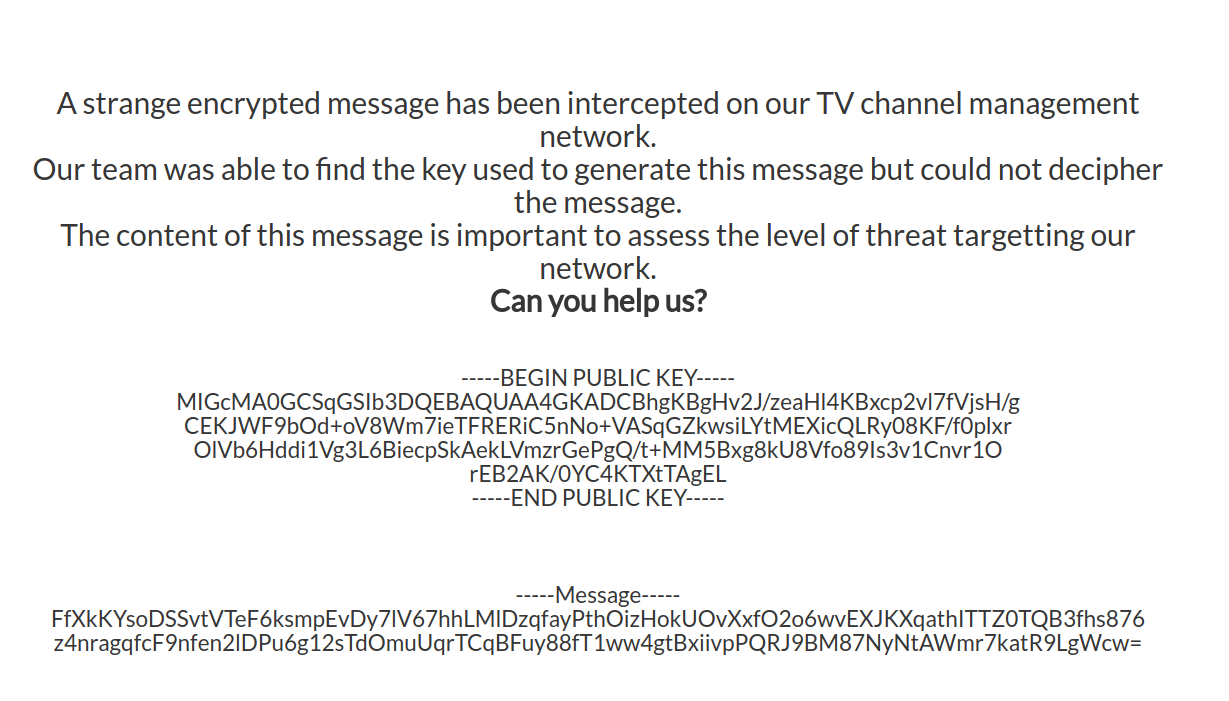 A strange encrypted message has been intercepted on our TV channel management
network.
Our team was able to find the key used to generate this message but could not decipher
the message.
The content of this message is important to assess the level of threat targetting our
network.
Can you help us?
-----BEGIN PUBLIC KEY-----
MIGcMA0GCSqGSIb3DQEBAQUAA4GKADCBhgKBgHv2J/zeaHl4KBxcp2vl7fVjsH/g
CEKJWF9bOd+oV8Wm7ieTFRERiC5nNo+VASqGZkwsiLYtMEXicQLRy08KF/f0plxr
OlVb6Hddi1Vg3L6BiecpSkAekLVmzrGePgQ/t+MM5Bxg8kU8Vfo89Is3v1Cnvr1O
rEB2AK/0YC4KTXtTAgEL
-----END PUBLIC KEY-----
-----Message-----
FfXkKYsoDSSvtVTeF6ksmpEvDy7lV67hhLMlDzqfayPthOizHokUOvXxfO2o6wvEXJKXqathITTZ0TQB3fhs876
z4nragqfcF9nfen2lDPu6g12sTdOmuUqrTCqBFuy88fT1ww4gtBxiivpPQRJ9BM87NyNtAWmr7katR9LgWcw=